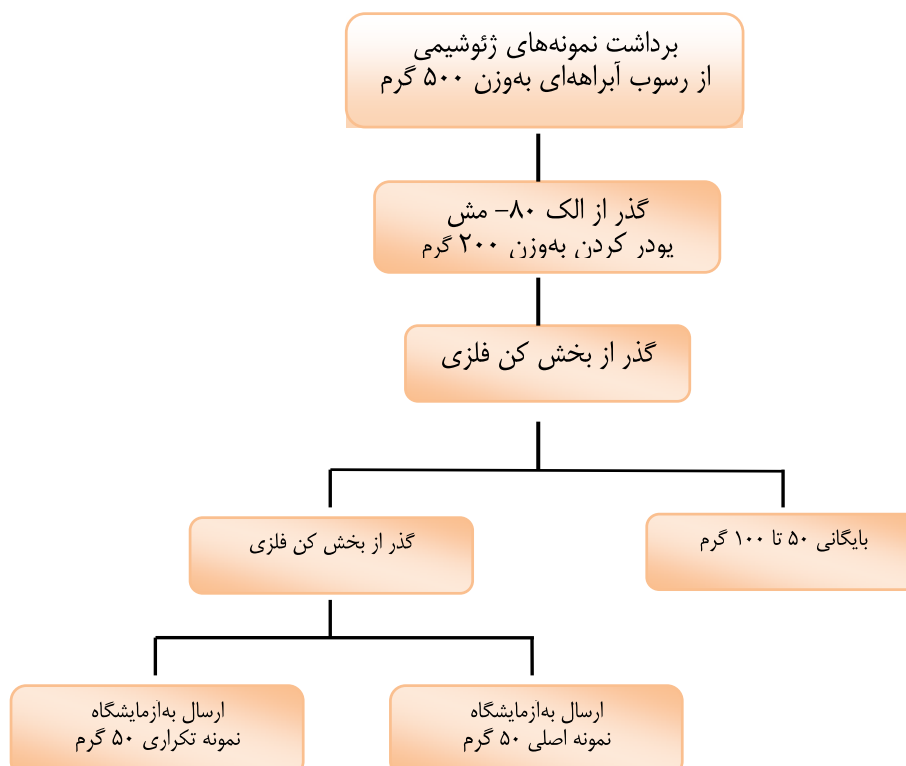 برداشت نمونه‌های ژئوشیمی
از رسوب آبراهه‌ای به‌وزن ۵۰۰ گرم
گذر از الک ۸۰- مش
پودر کردن به‌وزن ۲۰۰ گرم
گذر از بخش کن فلزی
بایگانی ۵۰ تا ۱۰۰ گرم
گذر از بخش کن فلزی
ارسال به‌آزمایشگاه
نمونه اصلی ۵۰ گرم
ارسال به‌آزمایشگاه
نمونه تکراری ۵۰ گرم